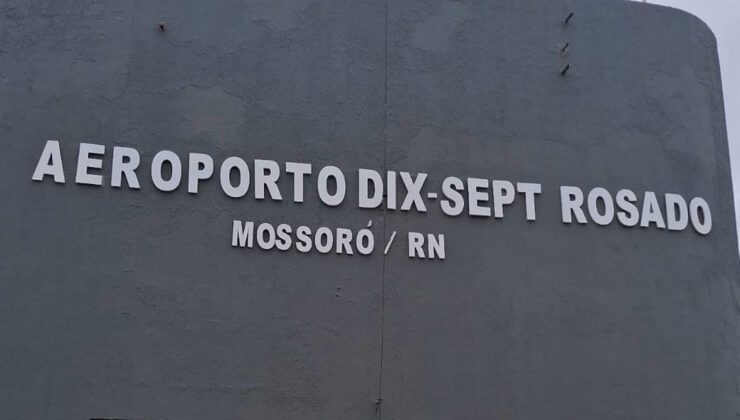 AEROPORTO DIX-SEPT ROSADO
MOSSORÓ / RN